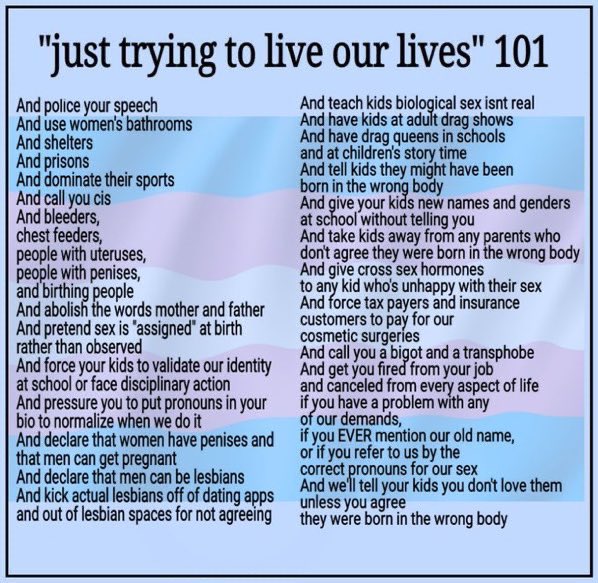 "just trying to live our lives" 101
And police your speech
And use women's bathrooms
And shelters
And prisons
And dominate their sports
And call you cis
And bleeders,
chest feeders,
people with uteruses,
people with penises,
and birthing people
And abolish the words mother and father
And pretend sex is "assigned" at birth
rather than observed
And force your kids to validate our identity
at school or face disciplinary action
And pressure you to put pronouns in your
bio to normalize when we do it
And declare that women have penises and
that men can get pregnant
And declare that men can be lesbians
And kick actual lesbians off of dating apps
and out of lesbian spaces for not agreeing
And teach kids biological sex isnt real
And have kids at adult drag shows
And have drag queens in schools
and at children's story time
And tell kids they might have been
born in the wrong body
And give your kids new names and genders
at school without telling you
And take kids away from any parents who
don't agree they were born in the wrong body
And give cross sex hormones
to any kid who's unhappy with their sex
And force tax payers and insurance
customers to pay for our
cosmetic surgeries
And call you a bigot and a transphobe
And get you fired from your job
and canceled from every aspect of life
if you have a problem with any
of our demands,
if you EVER mention our old name,
or if you refer to us by the
correct pronouns for our sex
And we'll tell your kids you don't love them
unless you agree
they were born in the wrong body